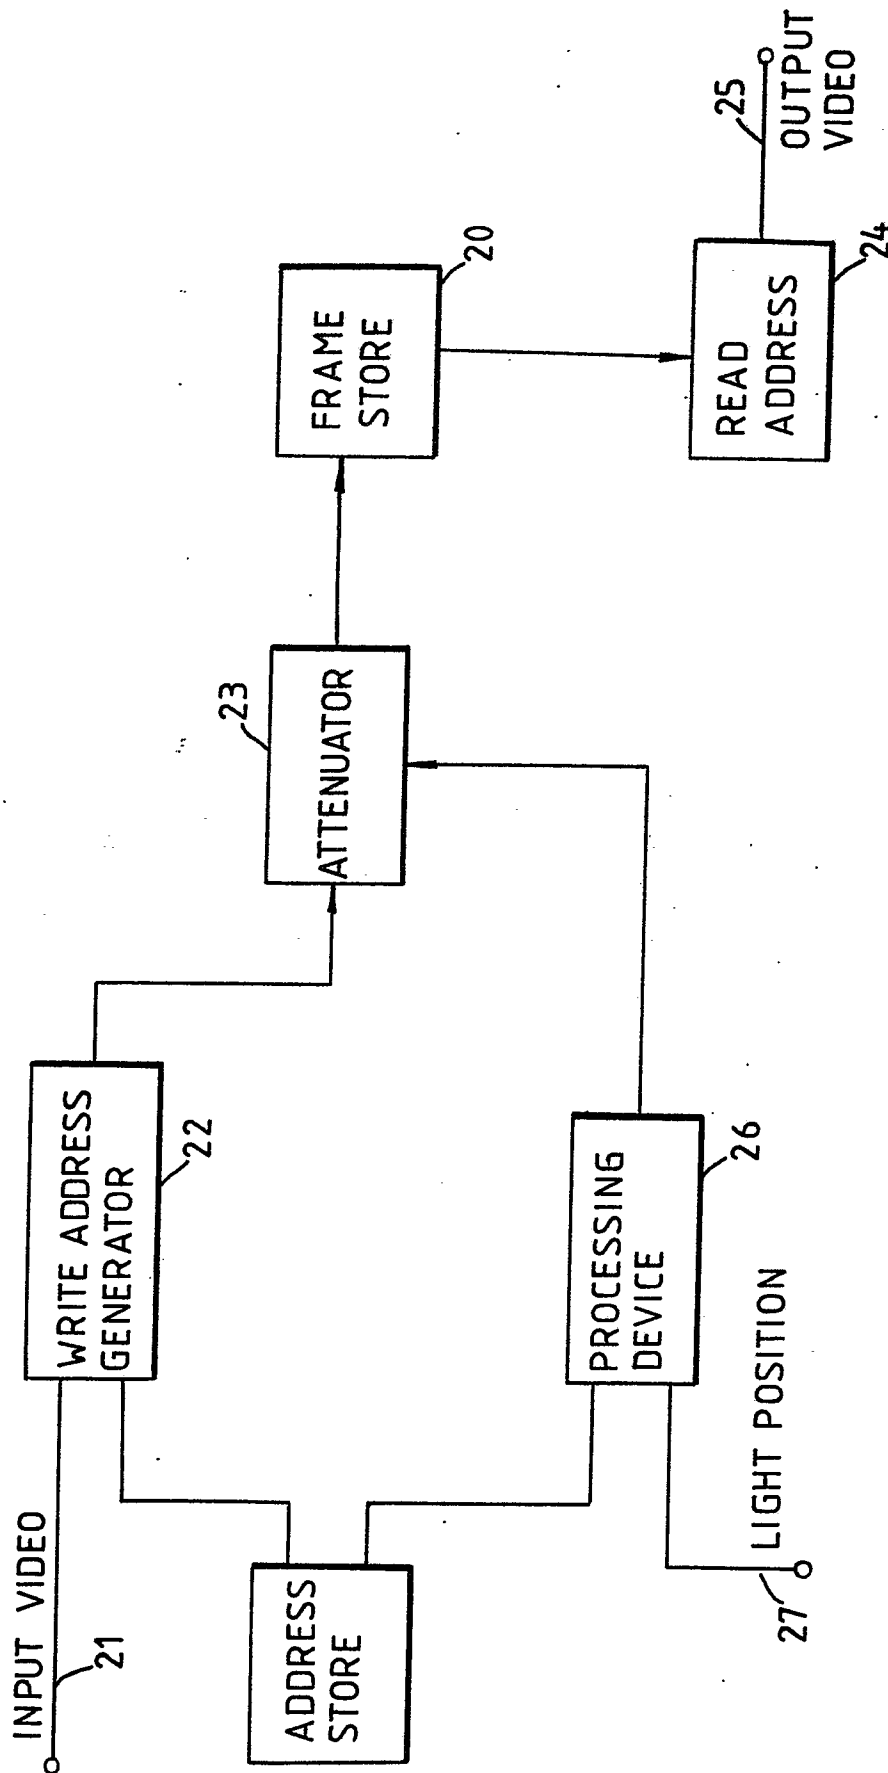 INPUT VIDEO
21
WRITE ADDRESS
GENERATOR
22
ADDRESS
STORE
PROCESSING
DEVICE
26
LIGHT POSITION
27
ATTENUATOR
23
FRAME
STORE
20
READ
ADDRESS
24
25
OUTPUT
VIDEO